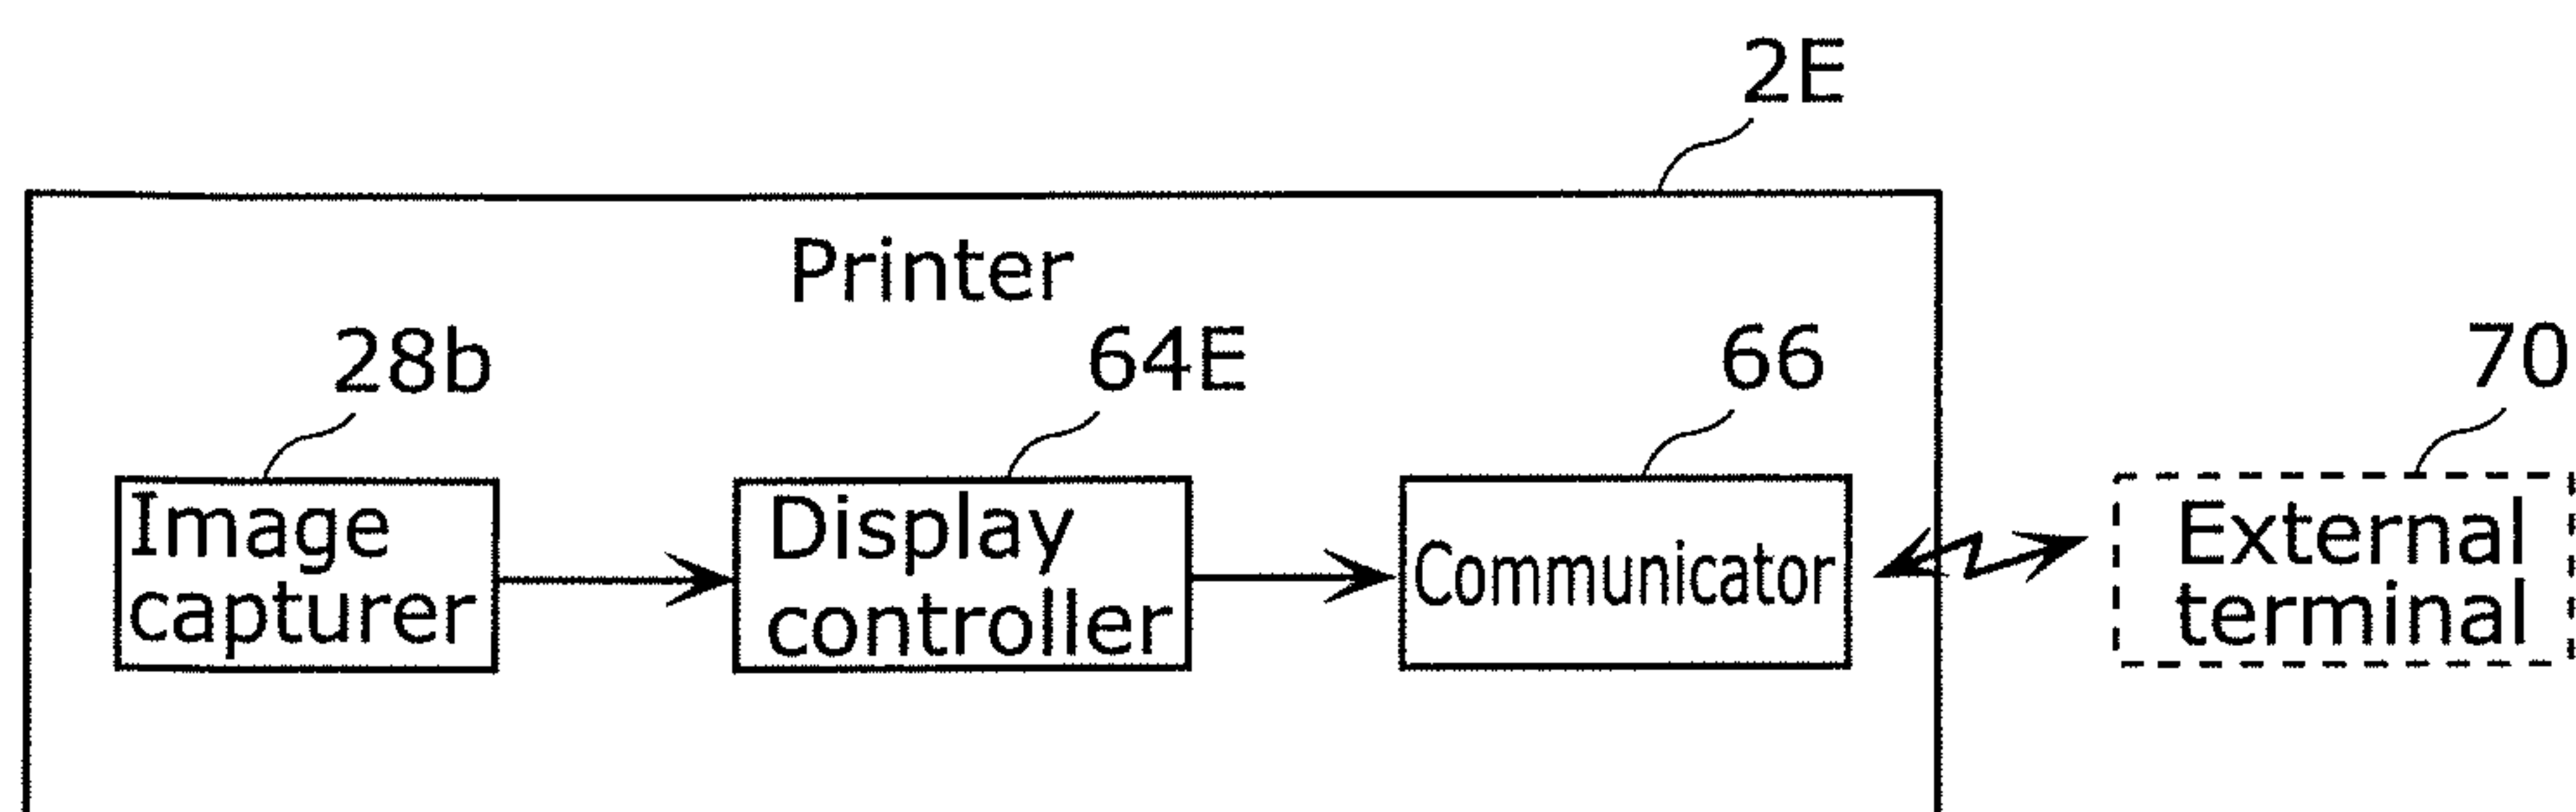 2E
Printer
28b
64E
66
70
Image
capturer
Display
controller
Communicator
External
terminal